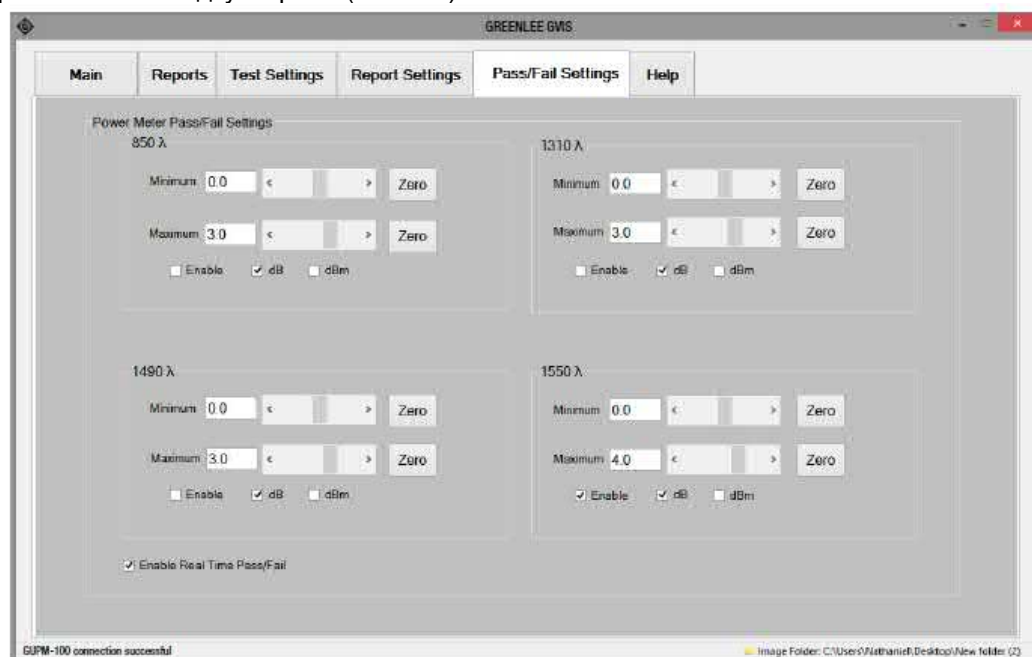 GREENLEE GVIS
Main Reports Test Settings Report Settings Pass/Fail Settings Help
Power Meter Pass/Fail Settings
850 λ
Minimum 0.0 < > Zero
Maximum 3.0 < > Zero
Enable dB dBm
1310 λ
Minimum 0.0 < > Zero
Maximum 3.0 < > Zero
Enable dB dBm
1490 λ
Minimum 0.0 < > Zero
Maximum 3.0 < > Zero
Enable dB dBm
1550 λ
Minimum 0.0 < > Zero
Maximum 4.0 < > Zero
Enable dB dBm
Enable Real Time Pass/Fail
GUPM-100 connection successful
Image Folder: C:\Users\Nathaniel\Desktop\New folder (2)